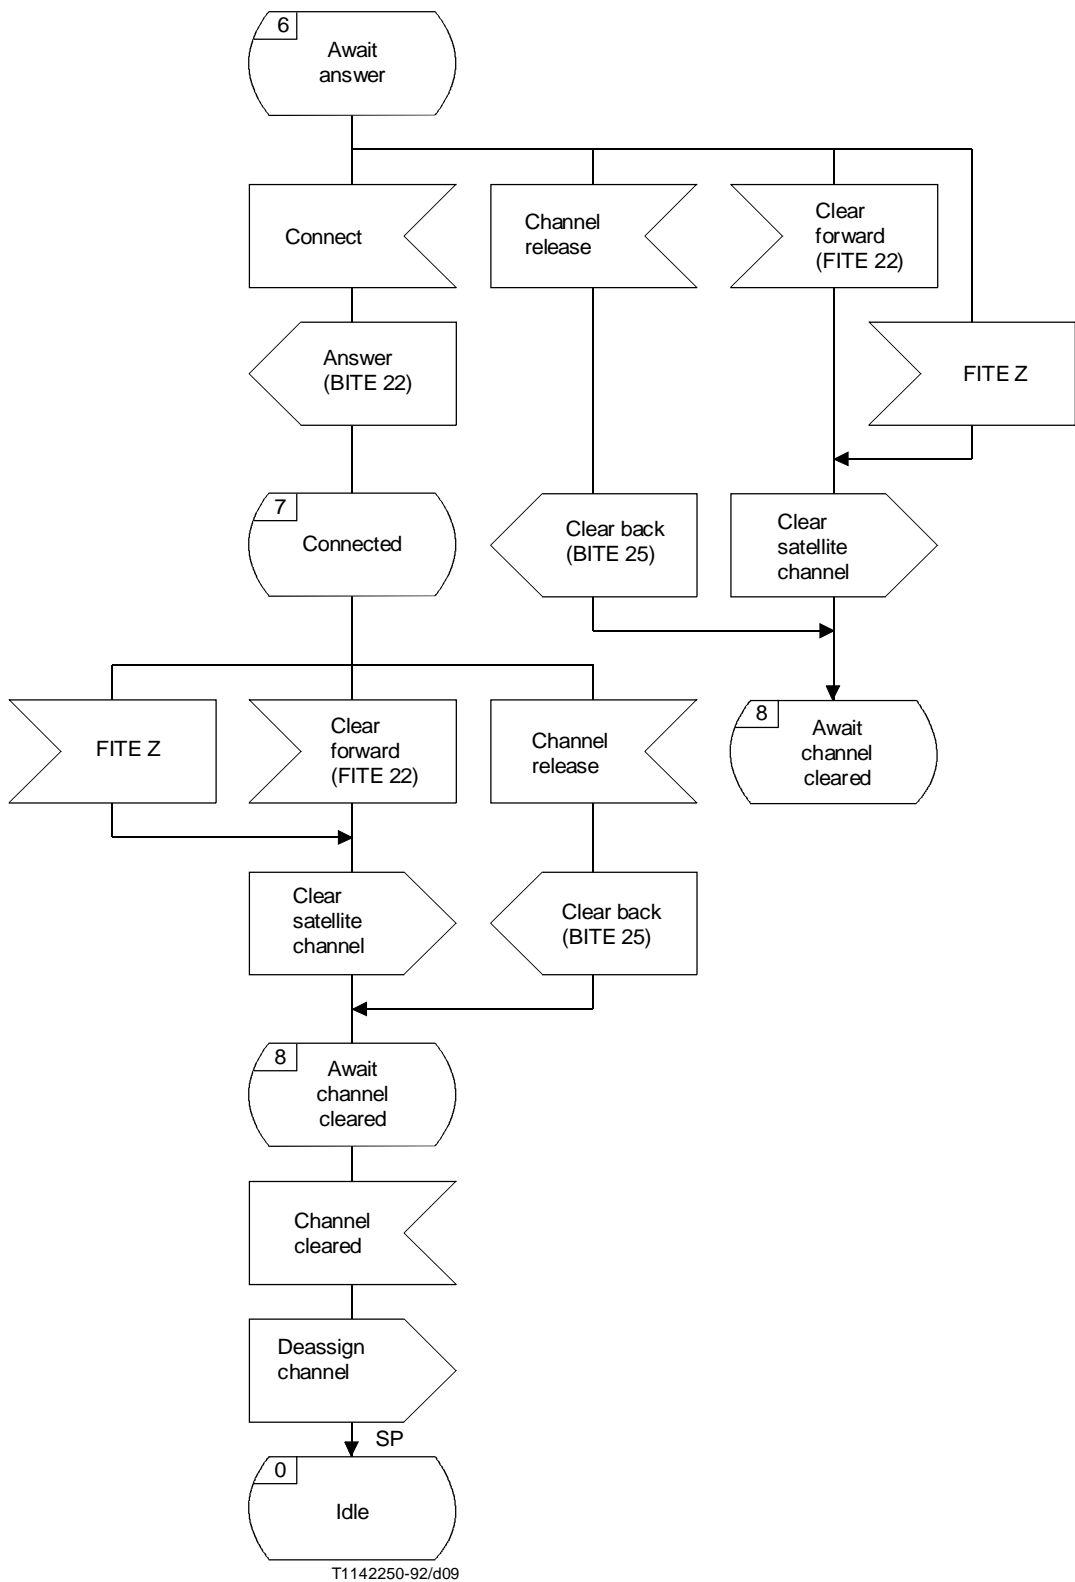 6
Await
answer
Connect
Channel
release
Clear
forward
(FITE 22)
FITE Z
Answer
(BITE 22)
7
Connected
Clear back
(BITE 25)
Clear
satellite
channel
8
Await
channel
cleared
FITE Z
Clear
forward
(FITE 22)
Channel
release
Clear
satellite
channel
Clear back
(BITE 25)
8
Await
channel
cleared
Channel
cleared
Deassign
channel
SP
0
Idle
T1142250-92/d09